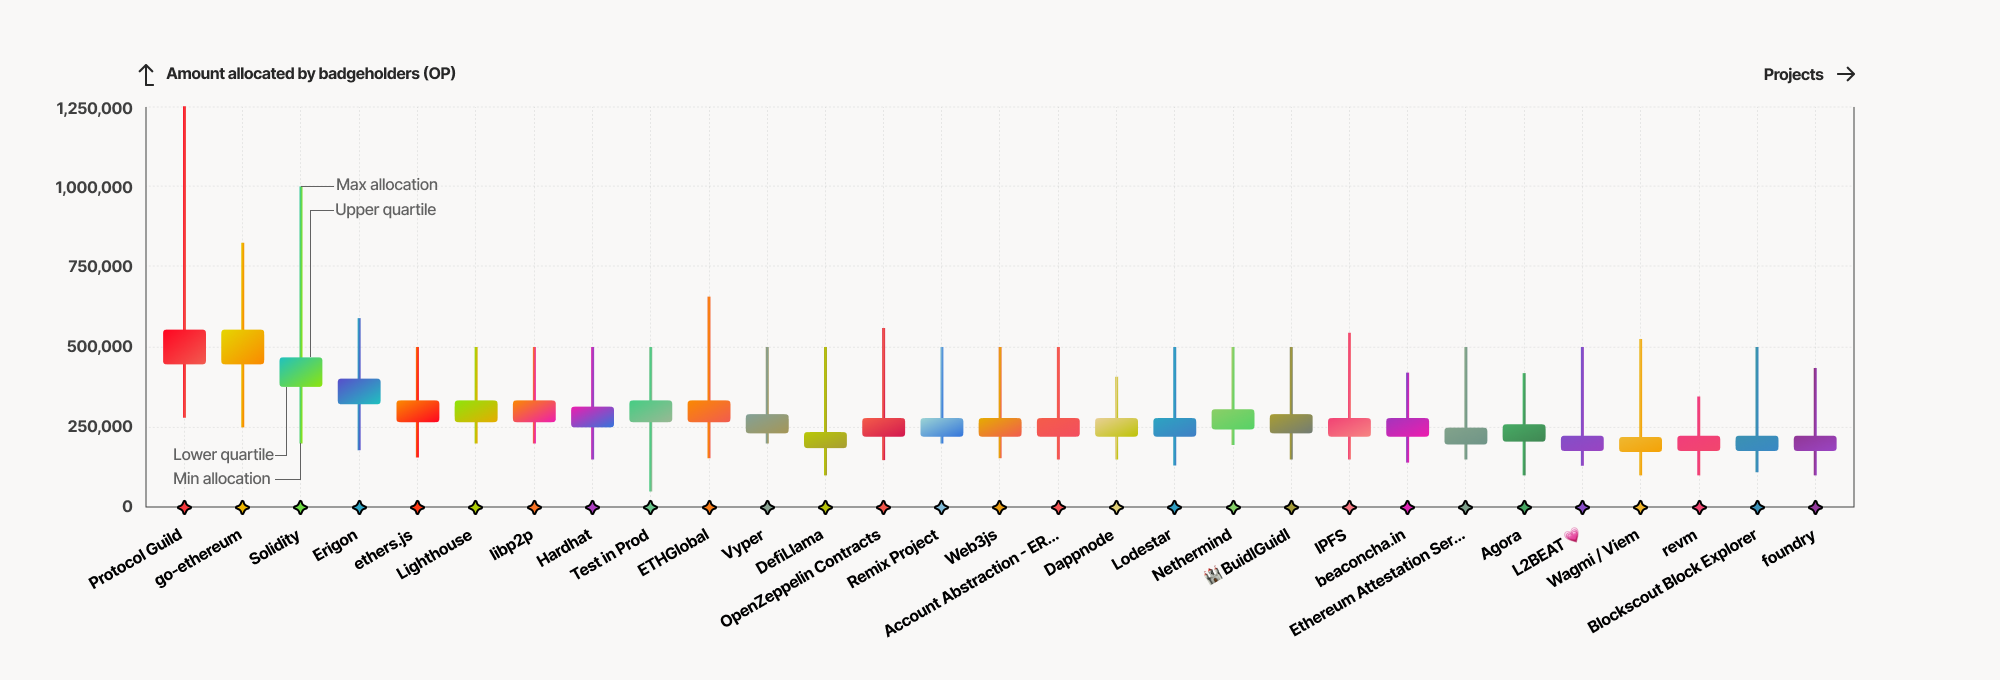 Amount allocated by badgeholders (OP)
Projects
1,250,000
1,000,000
750,000
500,000
250,000
0
Max allocation
Upper quartile
Lower quartile
Min allocation
Protocol Guild
go-ethereum
Solidity
Erigon
ethers.js
Lighthouse
libp2p
Hardhat
Test in Prod
ETHGlobal
Vyper
DefiLlama
OpenZeppelin Contracts
Remix Project
Web3js
Account Abstraction - ER...
Dappnode
Lodestar
Nethermind
🏰BuidlGuidl
IPFS
beaconcha.in
Ethereum Attestation Ser...
Agora
L2BEAT💗
Wagmi / Viem
revm
Blockscout Block Explorer
foundry